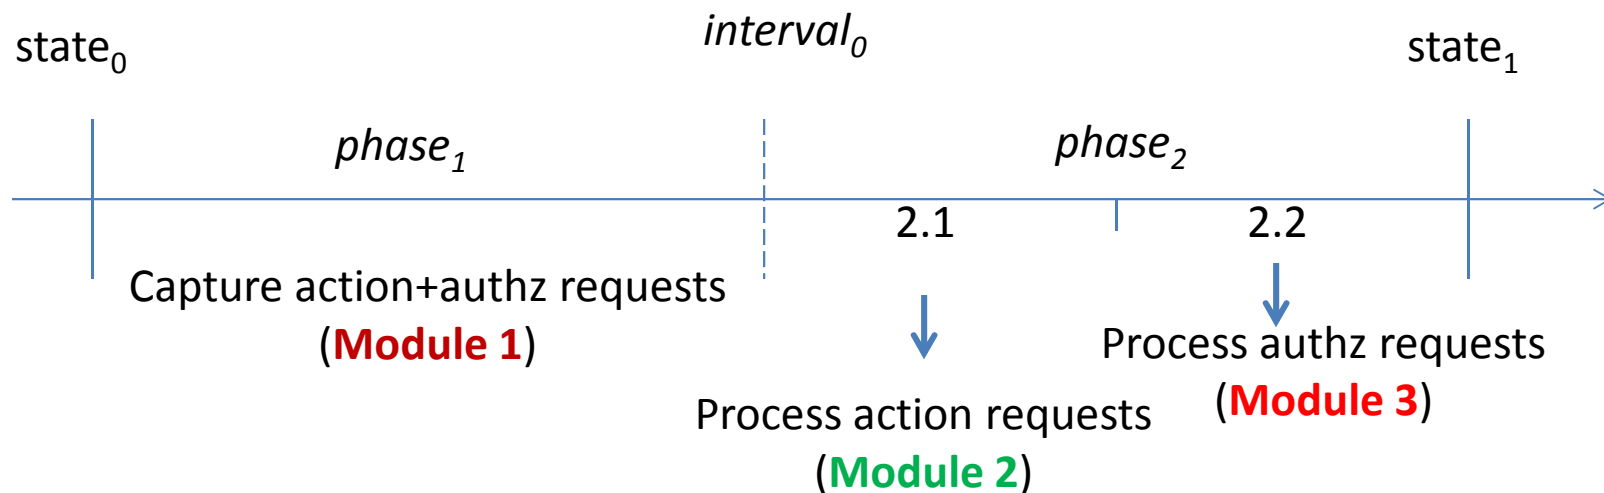 state₀
interval₀
state₁
phase₁
phase₂
2.1
2.2
Capture action+authz requests
(Module 1)
Process authz requests
(Module 3)
Process action requests
(Module 2)